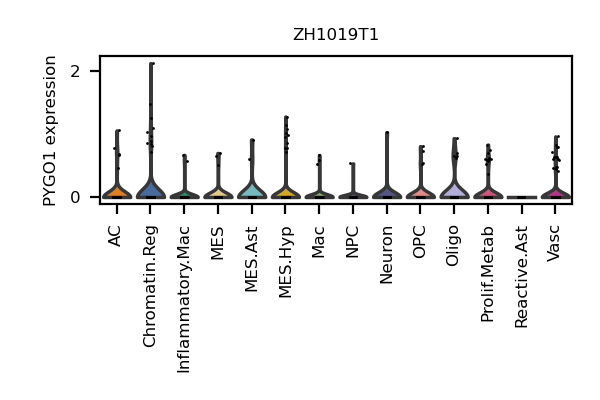 ZH1019T1
PYGO1 expression
2
0
AC
Chromatin.Reg
Inflammatory.Mac
MES
MES.Ast
MES.Hyp
Mac
NPC
Neuron
OPC
Oligo
Prolif.Metab
Reactive.Ast
Vasc